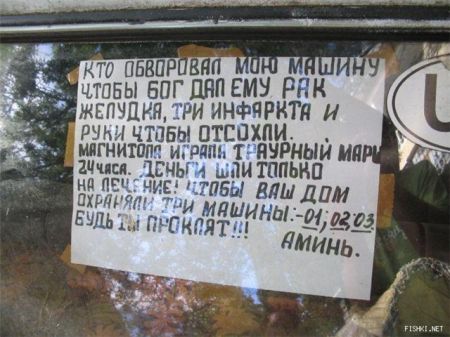 КТО ОБВОРОВАЛ МОЮ МАШИНУ
ЧТОБЫ БОГ ДАЛ ЕМУ РАК
ЖЕЛУДКА, ТРИ ИНФАРКТА И
РУКИ ЧТОБЫ ОТСОХЛИ.
МАГНИТОЛА ИГРАЛА ТРАУРНЫЙ МАРШ
24 ЧАСА. ДЕНЬГИ ШЛИ ТОЛЬКО
НА ЛЕЧЕНИЕ! ЧТОБЫ ВАШ ДОМ
ОХРАНЯЛИ ТРИ МАШИНЫ:-01, 02, 03.
БУДЬ ТЫ ПРОКЛЯТ!!!
АМИНЬ.
U
FISHKI.NET